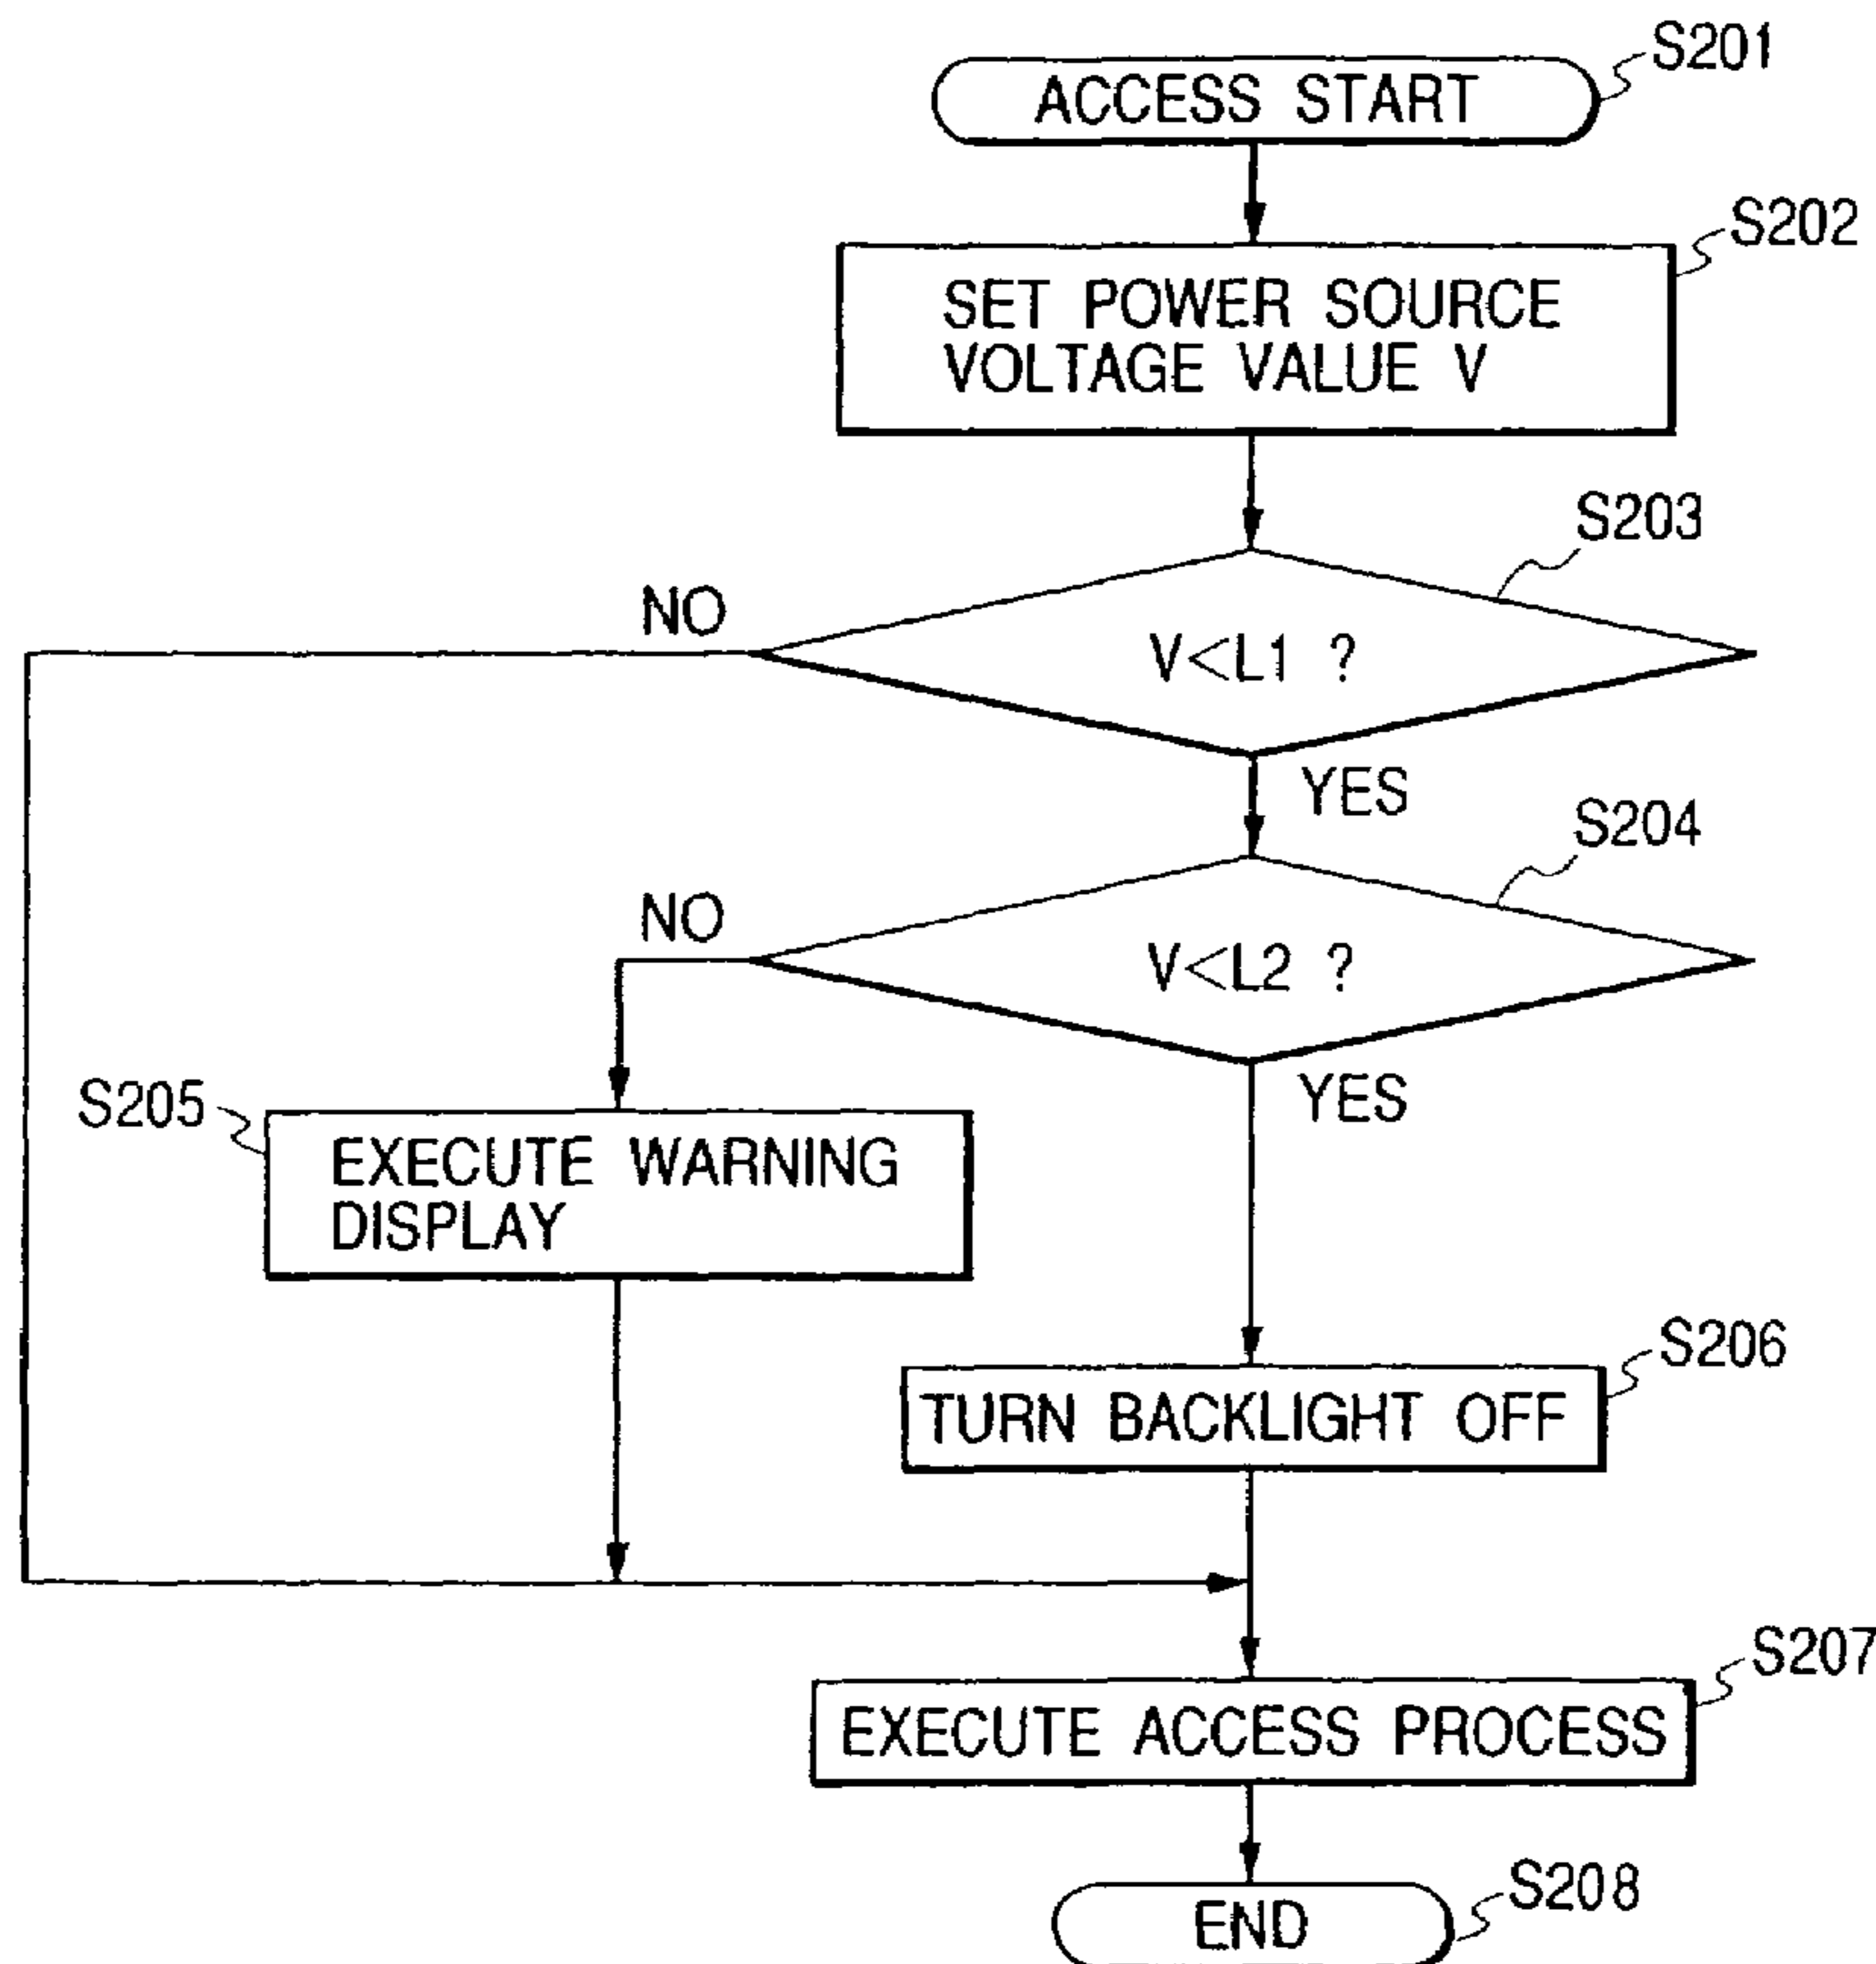 S201
ACCESS START
S202
SET POWER SOURCE
VOLTAGE VALUE V
S203
NO
V<L1 ?
YES
S204
NO
V<L2 ?
YES
S205
EXECUTE WARNING
DISPLAY
S206
TURN BACKLIGHT OFF
S207
EXECUTE ACCESS PROCESS
S208
END